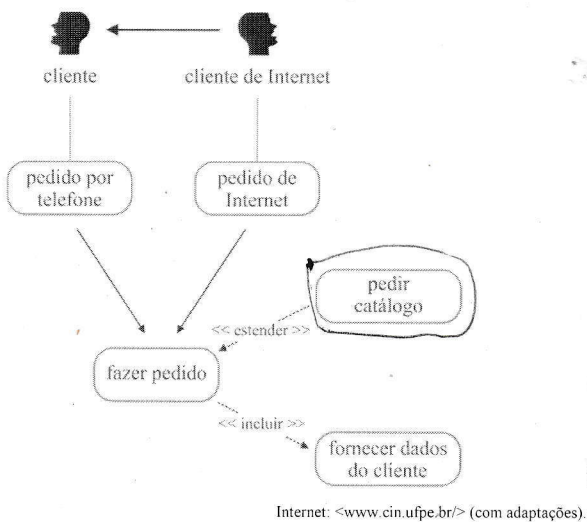 cliente
cliente de Internet
pedido por
telefone
pedido de
Internet
pedir
catálogo
<< estender >>
fazer pedido
<< incluir >>
fornecer dados
do cliente
Internet: <www.cin.ufpe.br/> (com adaptações).